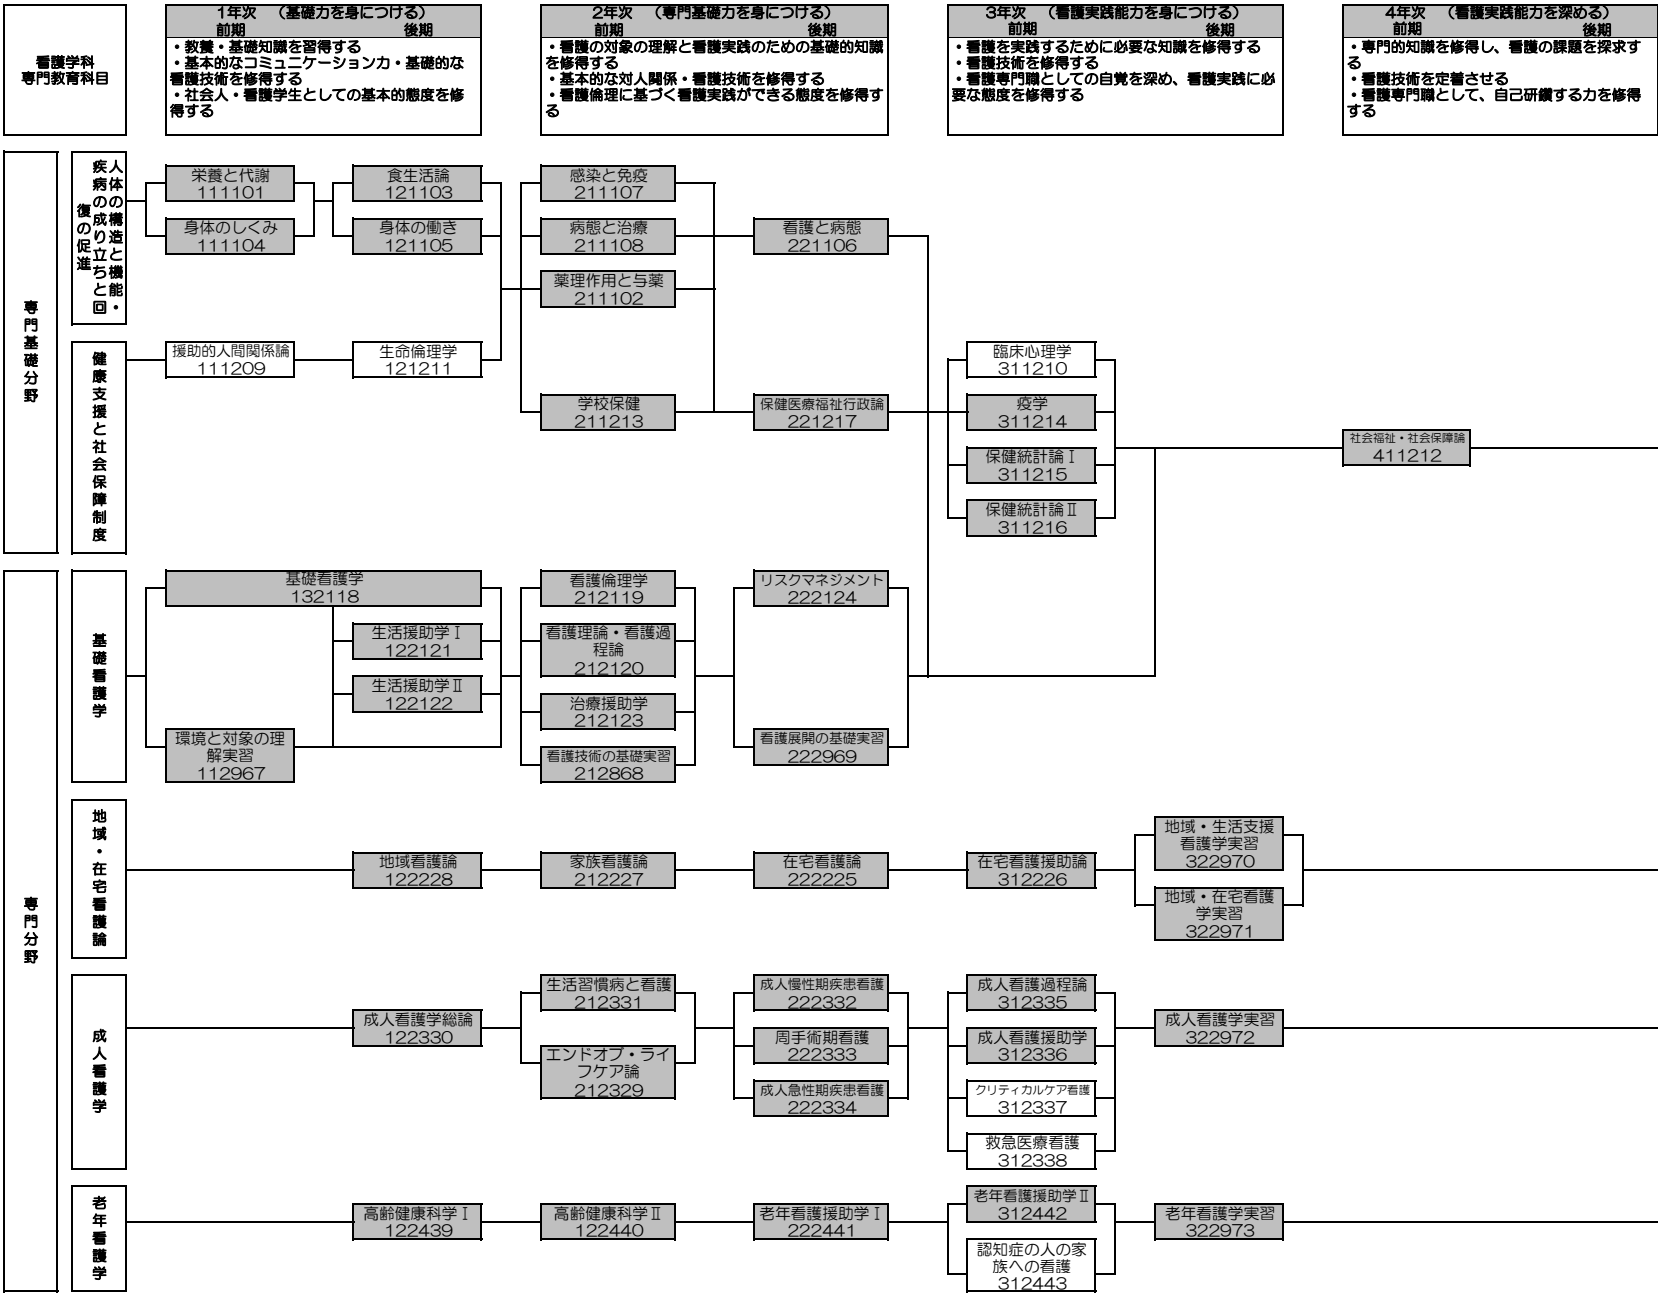 看護学科
専門教育科目
1年次　（基礎力を身につける）
前期　後期
・教養・基礎知識を習得する
・基本的なコミュニケーション力・基礎的な
看護技術を修得する
・社会人・看護学生としての基本的態度を修
得する
2年次　（専門基礎力を身につける）
前期　後期
・看護の対象の理解と看護実践のための基礎的知識
を修得する
・基本的な対人関係・看護技術を修得する
・看護倫理に基づく看護実践ができる態度を修得す
る
3年次　（看護実践能力を身につける）
前期　後期
・看護を実践するために必要な知識を修得する
・看護技術を修得する
・看護専門職としての自覚を深め、看護実践に必
要な態度を修得する
4年次　（看護実践能力を深める）
前期　後期
・専門的知識を修得し、看護の課題を探求す
る
・看護技術を定着させる
・看護専門職として、自己研鑽する力を修得
する
専門基礎分野
人体の構造と機能・
疾病の成り立ちと回
復の促進
栄養と代謝
111101
食生活論
121103
感染と免疫
211107
身体のしくみ
111104
身体の働き
121105
病態と治療
211108
看護と病態
221106
薬理作用と与薬
211102
健康支援と社会保障制度
援助的人間関係論
111209
生命倫理学
121211
臨床心理学
311210
学校保健
211213
保健医療福祉行政論
221217
疫学
311214
社会福祉・社会保障論
411212
保健統計論Ⅰ
311215
保健統計論Ⅱ
311216
専門分野
基礎看護学
基礎看護学
132118
看護倫理学
212119
リスクマネジメント
222124
生活援助学Ⅰ
122121
看護理論・看護過
程論
212120
生活援助学Ⅱ
122122
治療援助学
212123
環境と対象の理
解実習
112967
看護技術の基礎実習
212868
看護展開の基礎実習
222969
地域・在宅看護論
地域看護論
122228
家族看護論
212227
在宅看護論
222225
在宅看護援助論
312226
地域・生活支援
看護学実習
322970
地域・在宅看護
学実習
322971
成人看護学
成人看護学総論
122330
生活習慣病と看護
212331
エンドオブ・ライ
フケア論
212329
成人慢性期疾患看護
222332
周手術期看護
222333
成人急性期疾患看護
222334
成人看護過程論
312335
成人看護援助学
312336
クリティカルケア看護
312337
救急医療看護
312338
成人看護学実習
322972
老年看護学
高齢健康科学Ⅰ
122439
高齢健康科学Ⅱ
122440
老年看護援助学Ⅰ
222441
老年看護援助学Ⅱ
312442
認知症の人の家
族への看護
312443
老年看護学実習
322973